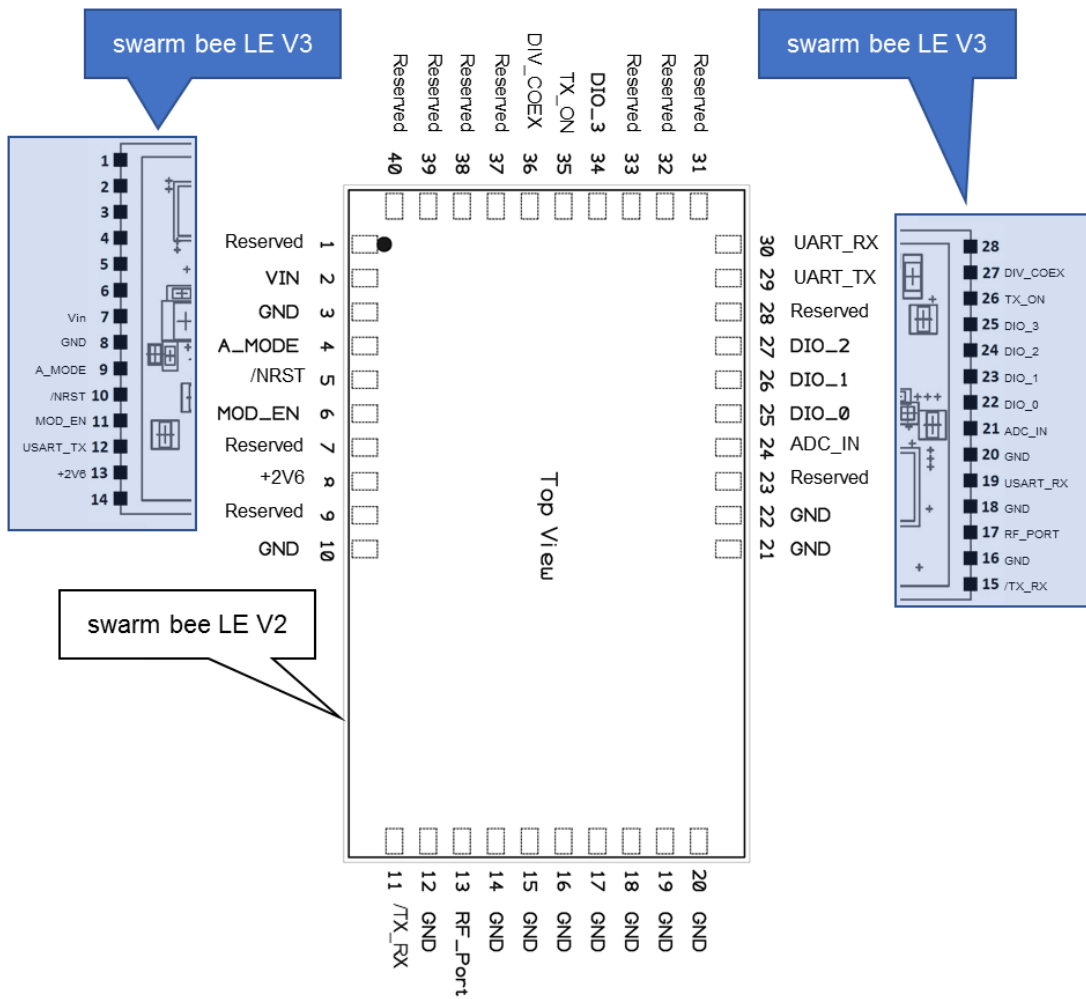 swarm bee LE V3
swarm bee LE V3
Reserved 40
Reserved 39
Reserved 38
Reserved 37
DIV_COEX 36
TX_ON 35
DIO_3 34
Reserved 33
Reserved 32
Reserved 31
1
2
3
4
5
6
Vin 7
GND 8
A_MODE 9
/NRST 10
MOD_EN 11
USART_TX 12
+2V6 13
14
Reserved 1
VIN 2
GND 3
A_MODE 4
/NRST 5
MOD_EN 6
Reserved 7
+2V6 8
Reserved 9
GND 10
Top View
30 UART_RX
29 UART_TX
28 Reserved
27 DIO_2
26 DIO_1
25 DIO_0
24 ADC_IN
23 Reserved
22 GND
21 GND
28
27 DIV_COEX
26 TX_ON
25 DIO_3
24 DIO_2
23 DIO_1
22 DIO_0
21 ADC_IN
20 GND
19 USART_RX
18 GND
17 RF_PORT
16 GND
15 /TX_RX
swarm bee LE V2
11 /TX_RX
12 GND
13 RF_Port
14 GND
15 GND
16 GND
17 GND
18 GND
19 GND
20 GND